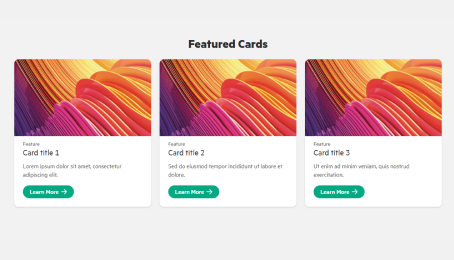 Featured Cards
Feature
Card title 1
Lorem ipsum dolor sit amet, consectetur
adipiscing elit.
Learn More
Feature
Card title 2
Sed do eiusmod tempor incididunt ut labore et
dolore.
Learn More
Feature
Card title 3
Ut enim ad minim veniam, quis nostrud
exercitation.
Learn More